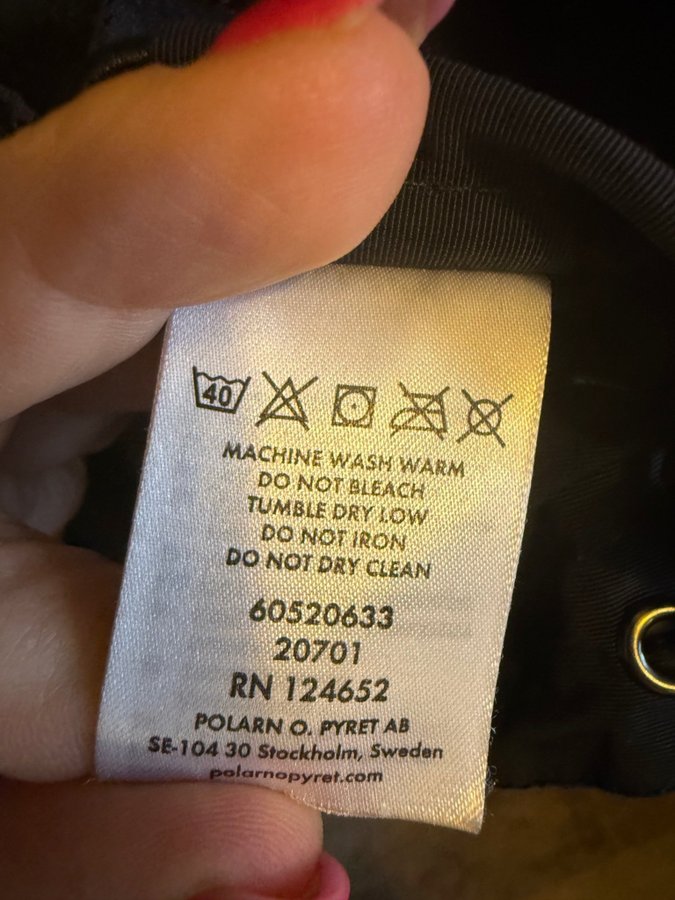 40
MACHINE WASH WARM
DO NOT BLEACH
TUMBLE DRY LOW
DO NOT IRON
DO NOT DRY CLEAN
60520633
20701
RN 124652
POLARN O. PYRET AB
SE-104 30 Stockholm, Sweden
polarnopyret.com